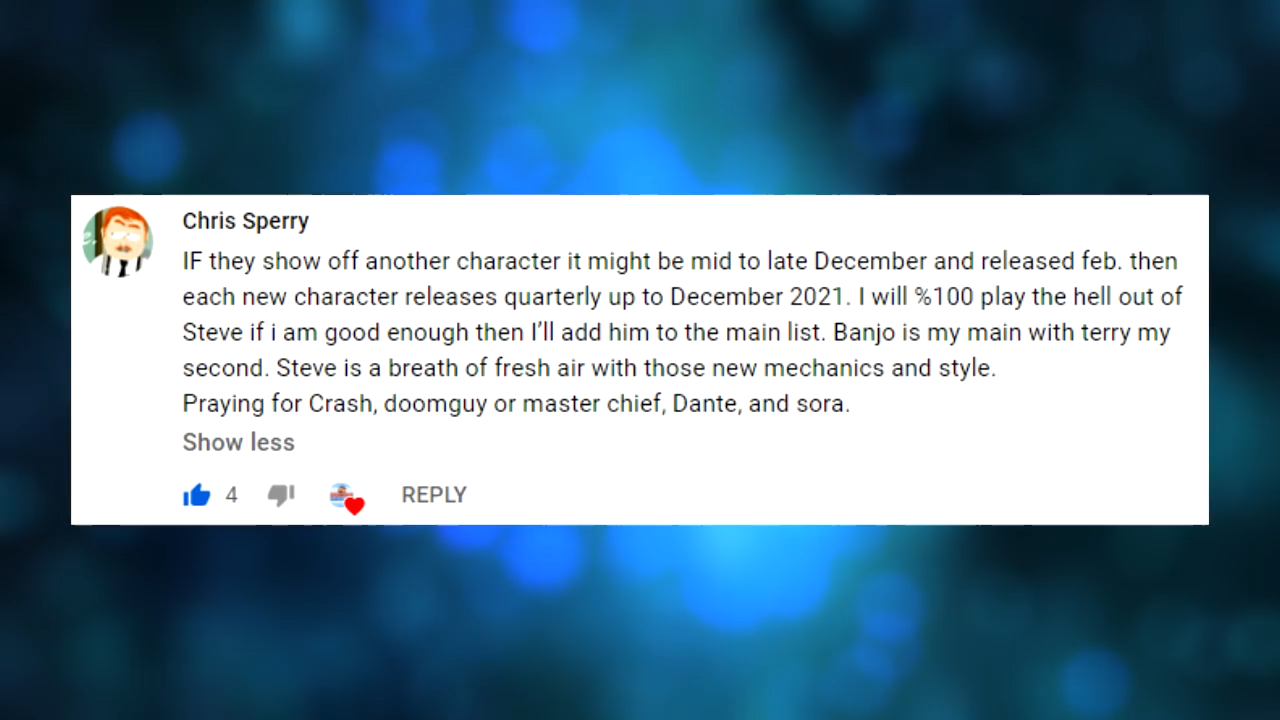 Chris Sperry
IF they show off another character it might be mid to late December and released feb. then
each new character releases quarterly up to December 2021. I will %100 play the hell out of
Steve if i am good enough then I'll add him to the main list. Banjo is my main with terry my
second. Steve is a breath of fresh air with those new mechanics and style.
Praying for Crash, doomguy or master chief, Dante, and sora.
Show less
4 REPLY